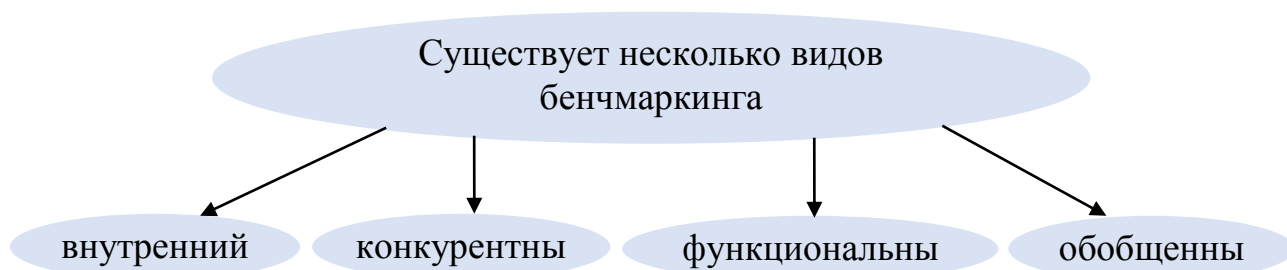 Существует несколько видов
бенчмаркинга
внутренний
конкурентны
функциональны
обобщенны